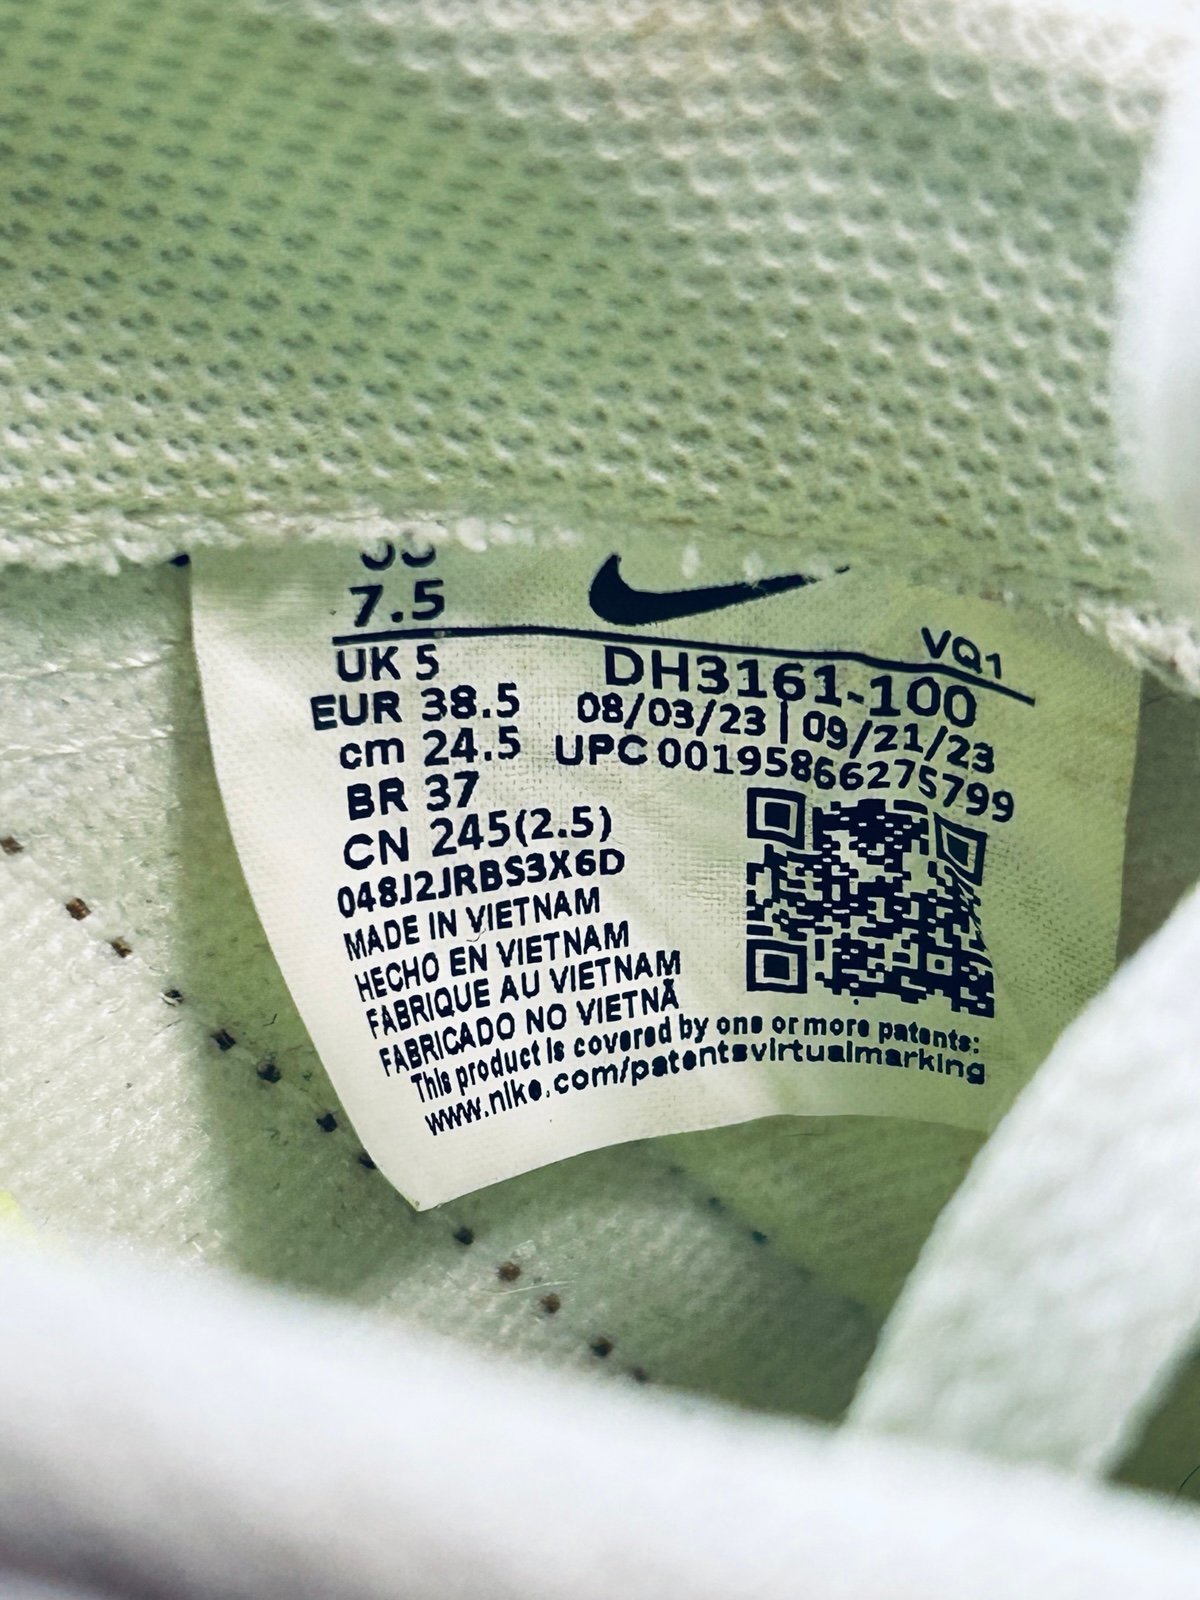 7.5
UK 5
EUR 38.5
cm 24.5
BR 37
CN 245(2.5)
048J2JRBS3X6D
MADE IN VIETNAM
HECHO EN VIETNAM
FABRIQUE AU VIETNAM
FABRICADO NO VIETNÃ
VQ1
DH3161-100
08/03/23 | 09/21/23
UPC 00195866275799
This product is covered by one or more patents:
www.nike.com/patentsvirtualmarking